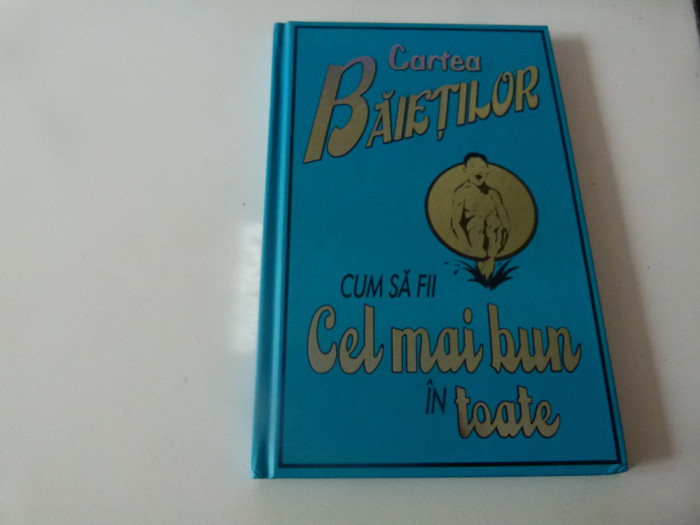 Cartea
BĂIEȚILOR
CUM SĂ FII
Cel mai bun
ÎN toate